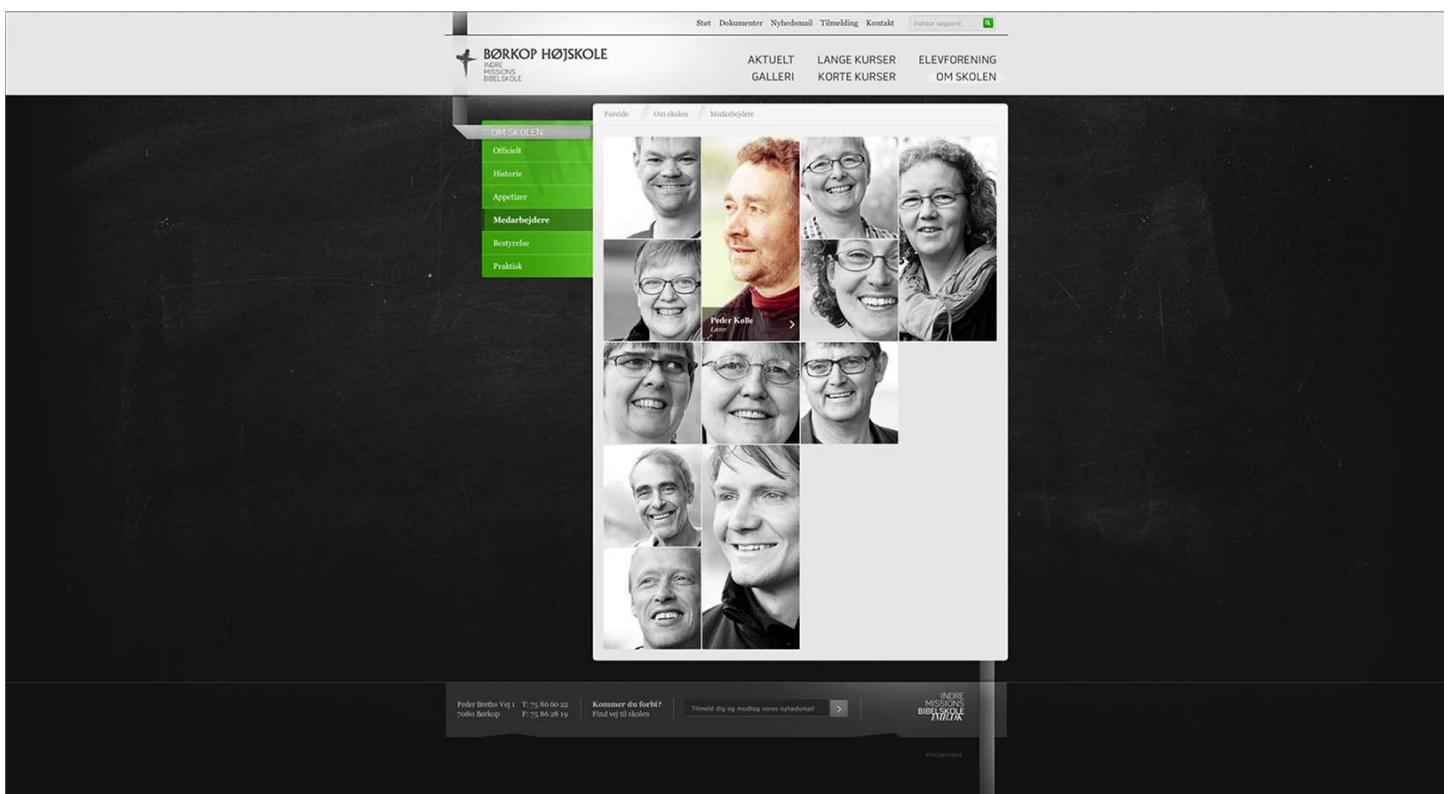 Støt Dokumenter Nyhedsmail Tilmelding Kontakt
Indtast søgeord
BØRKOP HØJSKOLE
INDRE
MISSIONS
BIBELSKOLE
AKTUELT LANGE KURSER ELEVFORENING
GALLERI KORTE KURSER OM SKOLEN
Forside Om skolen Medarbejdere
OM SKOLEN
Officielt
Historie
Appetizer
Medarbejdere
Bestyrelse
Praktisk
Peder Kølle
Lærer
Peder Breths Vej 1 T: 75 86 60 22
7080 Børkop F: 75 86 28 19
Kommer du forbi?
Find vej til skolen
Tilmeld dig og modtag vores nyhedsmail
INDRE
MISSIONS
BIBELSKOLE